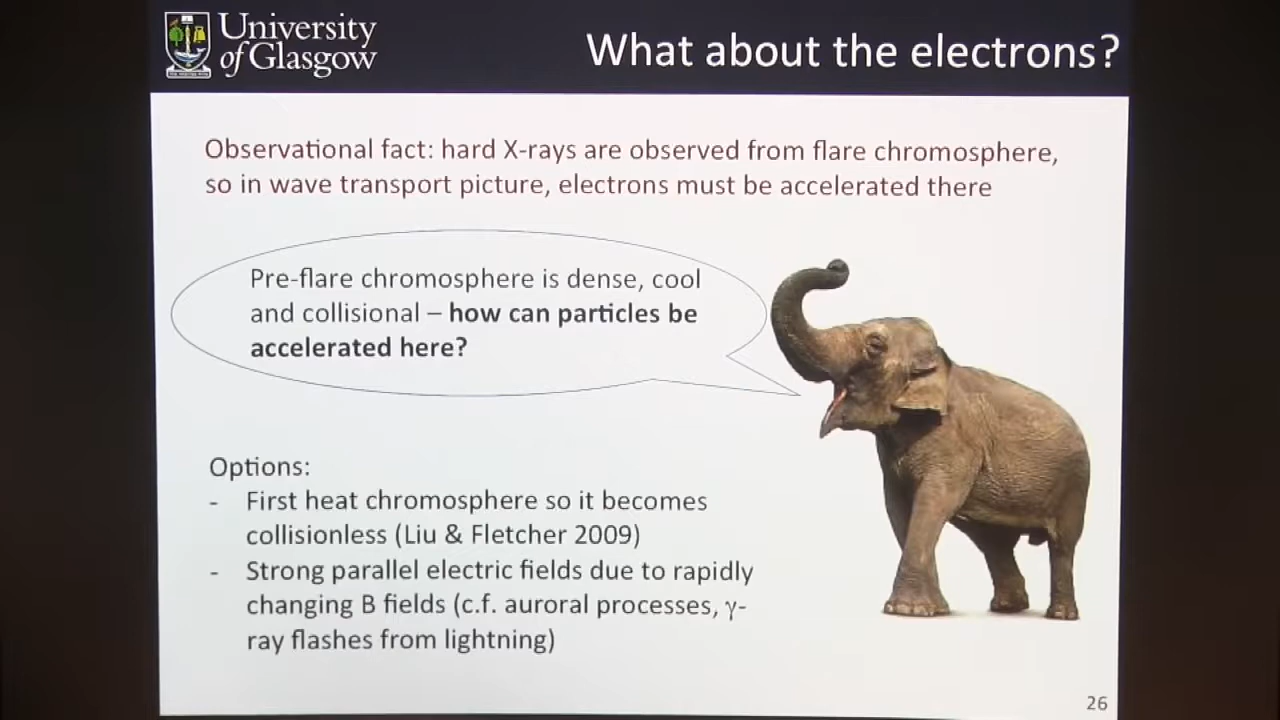 University
of Glasgow
What about the electrons?
Observational fact: hard X-rays are observed from flare chromosphere,
so in wave transport picture, electrons must be accelerated there
Pre-flare chromosphere is dense, cool
and collisional – how can particles be
accelerated here?
Options:
- First heat chromosphere so it becomes
collisionless (Liu & Fletcher 2009)
- Strong parallel electric fields due to rapidly
changing B fields (c.f. auroral processes, γ-
ray flashes from lightning)
26